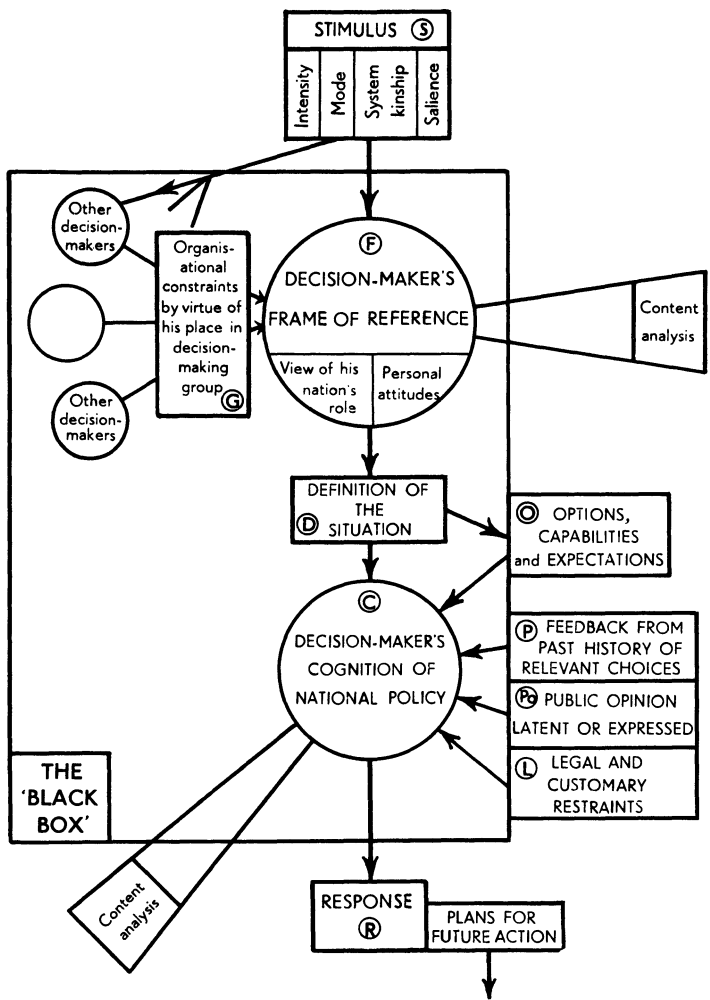 STIMULUS Ⓢ
Intensity
Mode
System
kinship
Salience
Other
decision-
makers
Organis-
ational
constraints
by virtue of
his place in
decision-
making
group
Ⓖ
Other
decision-
makers
Ⓕ
DECISION-MAKER'S
FRAME OF REFERENCE
View of his
nation's
role
Personal
attitudes
Content
analysis
DEFINITION OF
THE
Ⓓ SITUATION
Ⓞ OPTIONS,
CAPABILITIES
and EXPECTATIONS
Ⓒ
DECISION-MAKER'S
COGNITION OF
NATIONAL POLICY
Ⓟ FEEDBACK FROM
PAST HISTORY OF
RELEVANT CHOICES
Po PUBLIC OPINION
LATENT OR EXPRESSED
Ⓛ LEGAL AND
CUSTOMARY
RESTRAINTS
THE
'BLACK
BOX'
Content
analysis
RESPONSE
Ⓡ
PLANS FOR
FUTURE ACTION